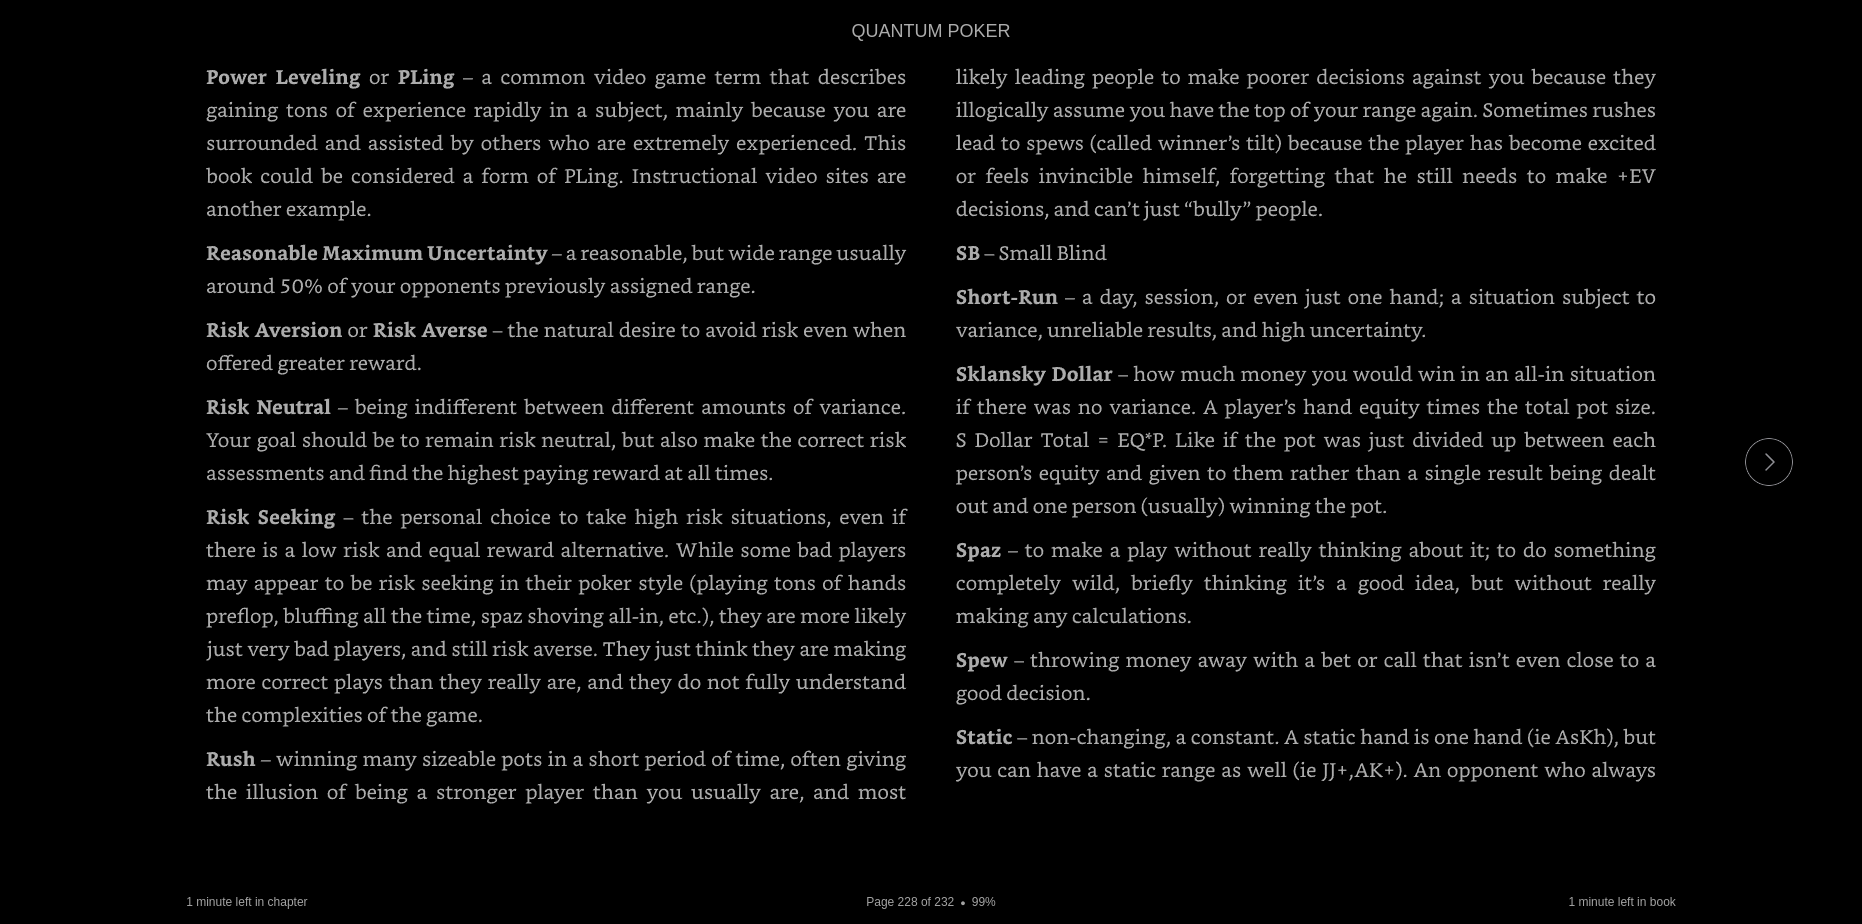 QUANTUM POKER
Power Leveling or PLing – a common video game term that describes
gaining tons of experience rapidly in a subject, mainly because you are
surrounded and assisted by others who are extremely experienced. This
book could be considered a form of PLing. Instructional video sites are
another example.
Reasonable Maximum Uncertainty – a reasonable, but wide range usually
around 50% of your opponents previously assigned range.
Risk Aversion or Risk Averse – the natural desire to avoid risk even when
offered greater reward.
Risk Neutral – being indifferent between different amounts of variance.
Your goal should be to remain risk neutral, but also make the correct risk
assessments and find the highest paying reward at all times.
Risk Seeking – the personal choice to take high risk situations, even if
there is a low risk and equal reward alternative. While some bad players
may appear to be risk seeking in their poker style (playing tons of hands
preflop, bluffing all the time, spaz shoving all-in, etc.), they are more likely
just very bad players, and still risk averse. They just think they are making
more correct plays than they really are, and they do not fully understand
the complexities of the game.
Rush – winning many sizeable pots in a short period of time, often giving
the illusion of being a stronger player than you usually are, and most
likely leading people to make poorer decisions against you because they
illogically assume you have the top of your range again. Sometimes rushes
lead to spews (called winner’s tilt) because the player has become excited
or feels invincible himself, forgetting that he still needs to make +EV
decisions, and can’t just “bully” people.
SB – Small Blind
Short-Run – a day, session, or even just one hand; a situation subject to
variance, unreliable results, and high uncertainty.
Sklansky Dollar – how much money you would win in an all-in situation
if there was no variance. A player’s hand equity times the total pot size.
S Dollar Total = EQ*P. Like if the pot was just divided up between each
person’s equity and given to them rather than a single result being dealt
out and one person (usually) winning the pot.
Spaz – to make a play without really thinking about it; to do something
completely wild, briefly thinking it’s a good idea, but without really
making any calculations.
Spew – throwing money away with a bet or call that isn’t even close to a
good decision.
Static – non-changing, a constant. A static hand is one hand (ie AsKh), but
you can have a static range as well (ie JJ+,AK+). An opponent who always
1 minute left in chapter
Page 228 of 232 • 99%
1 minute left in book